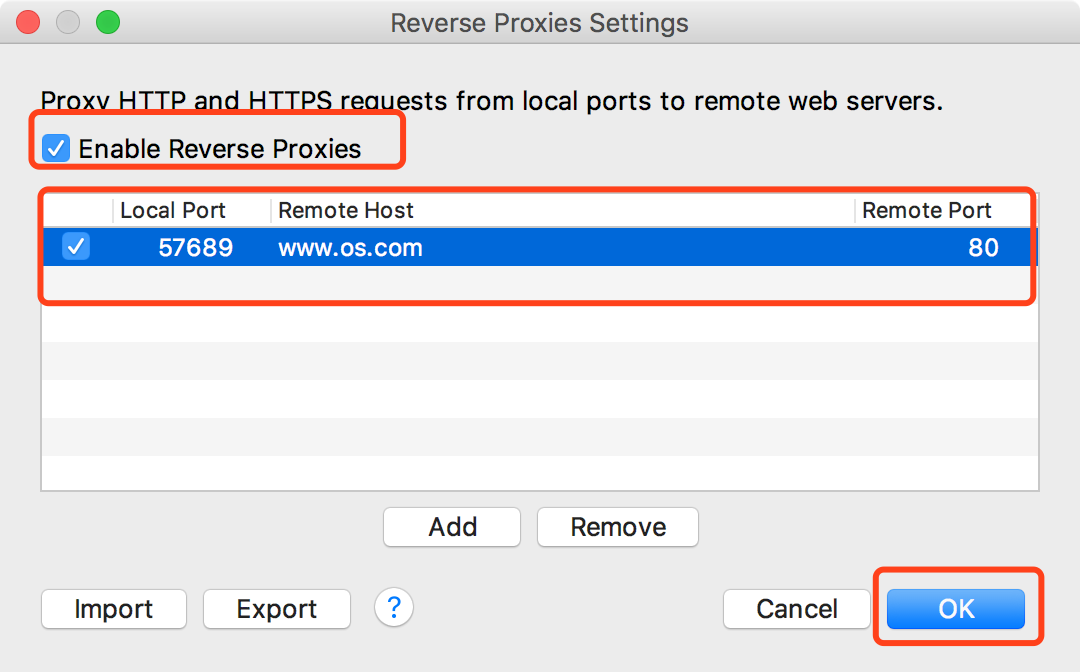 Reverse Proxies Settings
Proxy HTTP and HTTPS requests from local ports to remote web servers.
Enable Reverse Proxies
Local Port Remote Host Remote Port
57689 www.os.com 80
Add Remove
Import Export ? Cancel OK